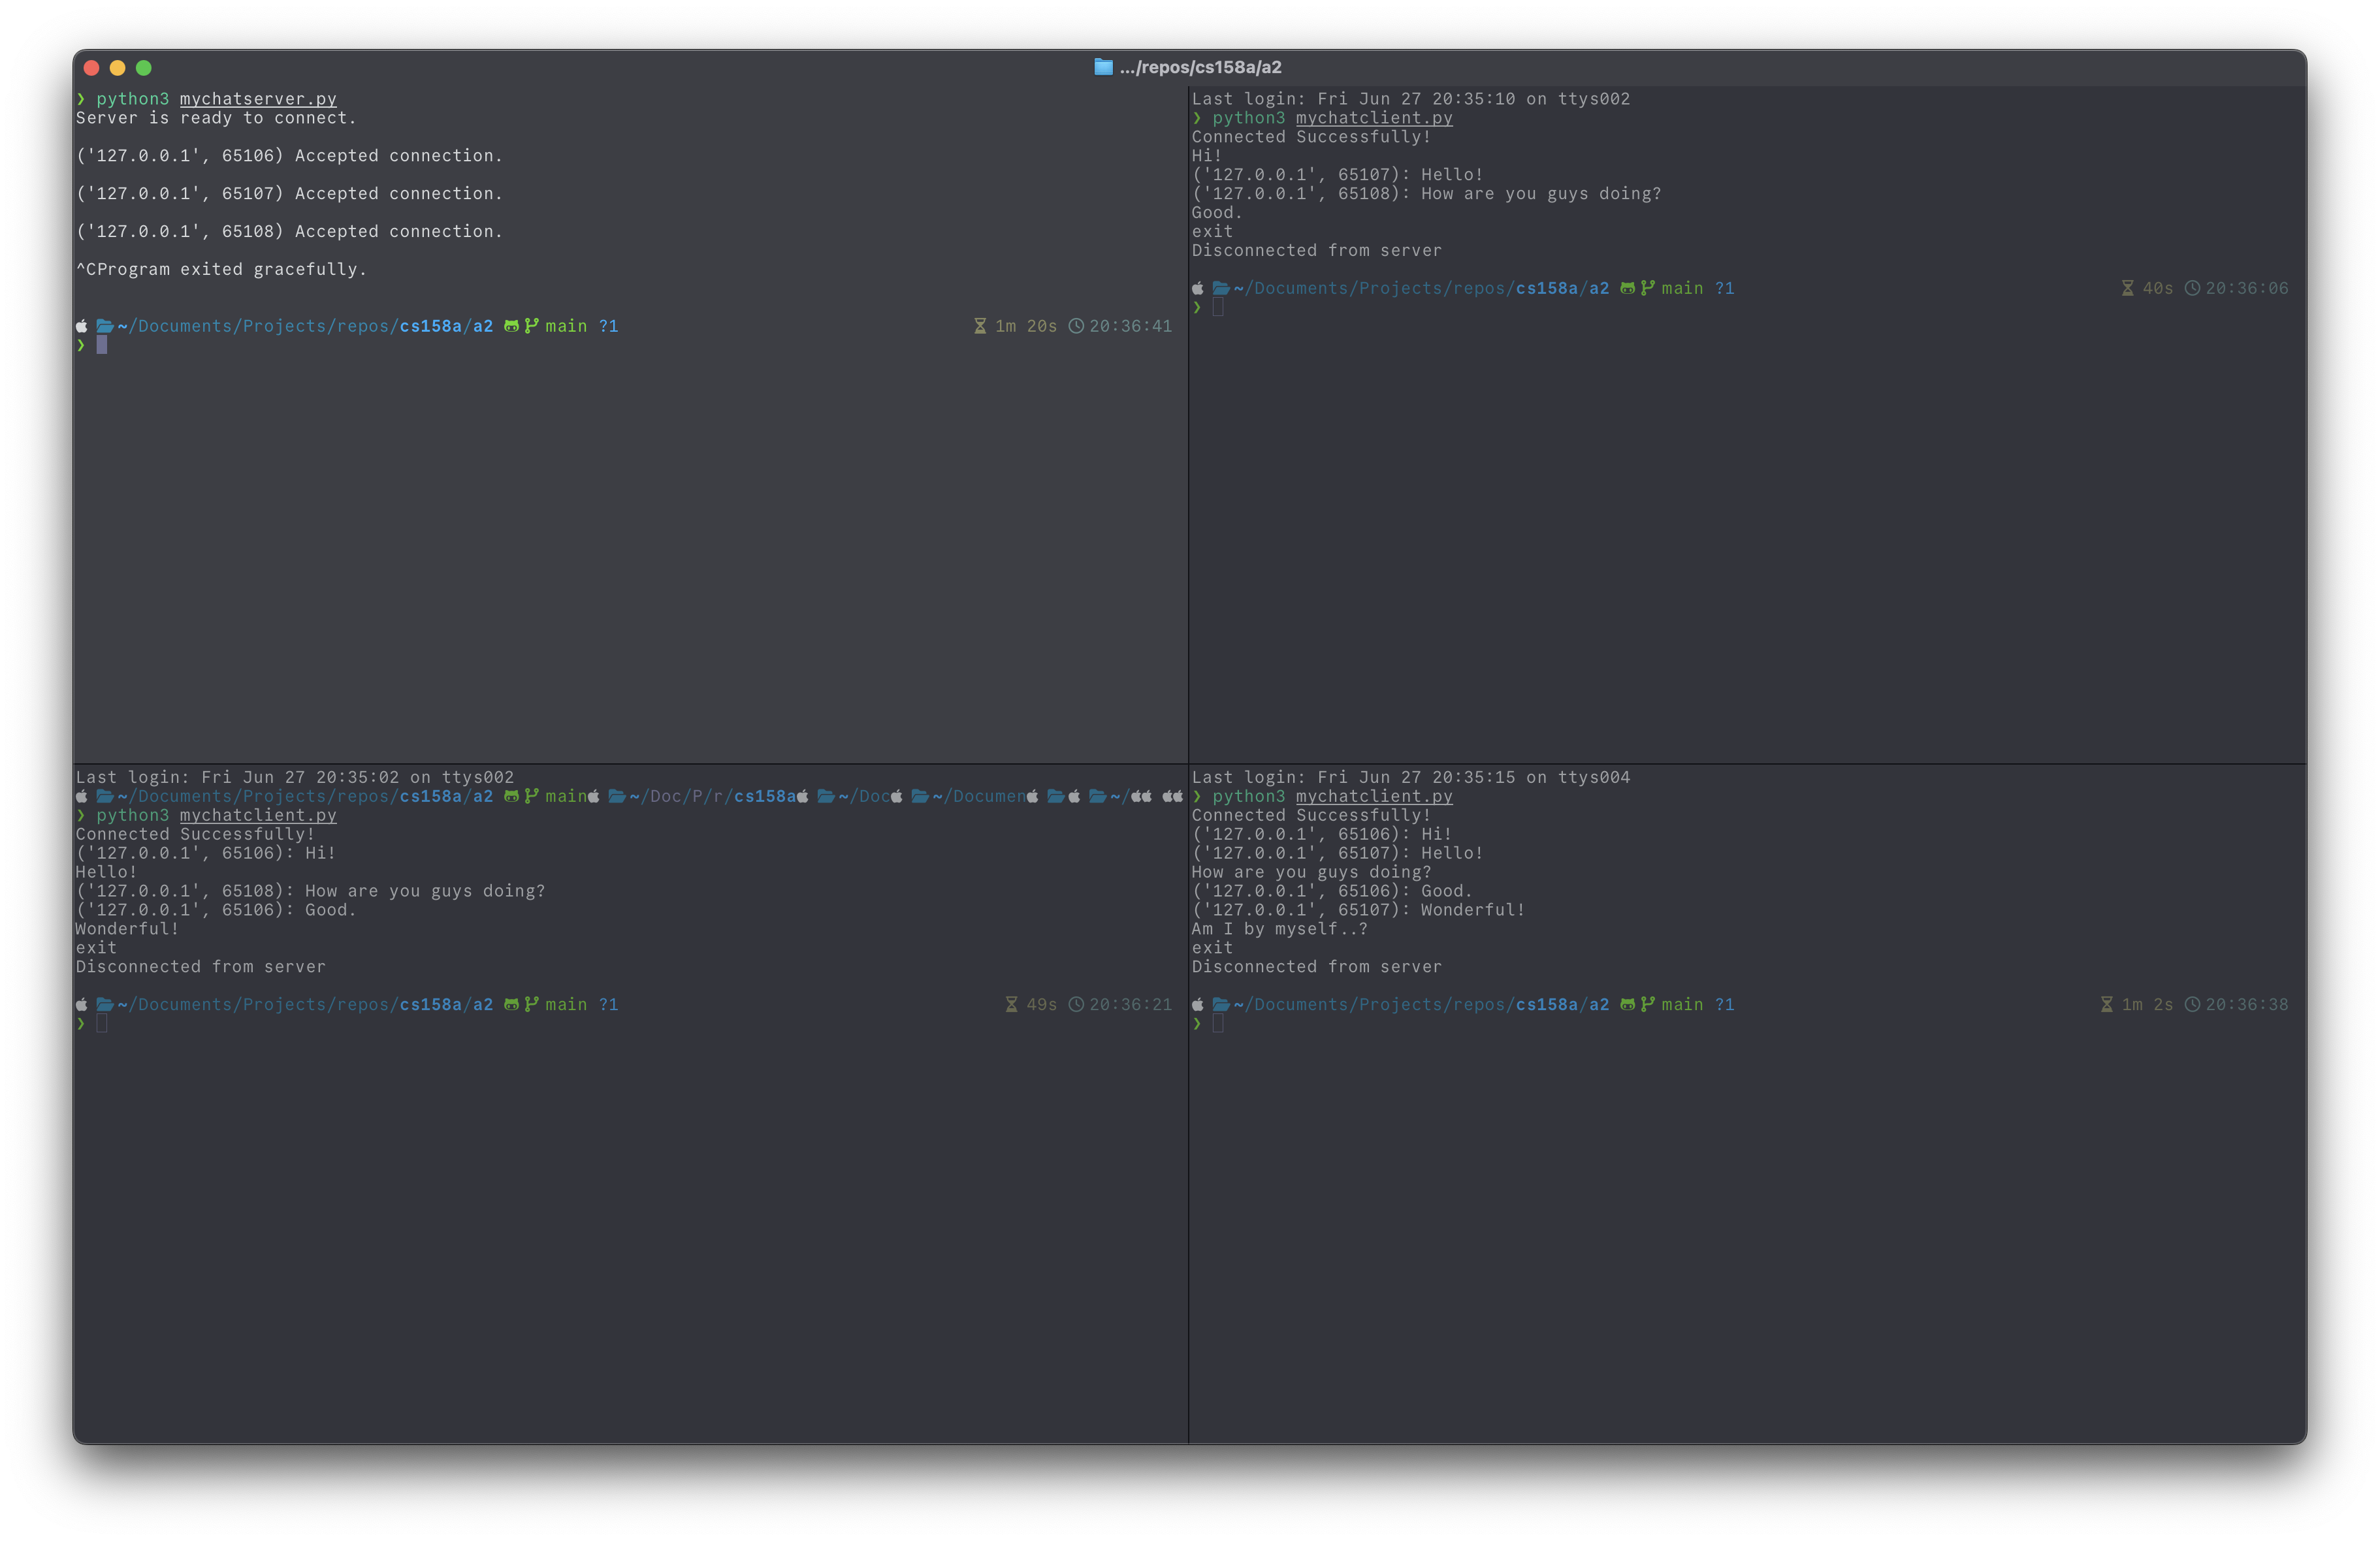 .../repos/cs158a/a2
❯ python3 mychatserver.py
Server is ready to connect.
('127.0.0.1', 65106) Accepted connection.
('127.0.0.1', 65107) Accepted connection.
('127.0.0.1', 65108) Accepted connection.
^CProgram exited gracefully.
~/Documents/Projects/repos/cs158a/a2 main ?1 1m 20s 20:36:41
❯
Last login: Fri Jun 27 20:35:10 on ttys002
❯ python3 mychatclient.py
Connected Successfully!
Hi!
('127.0.0.1', 65107): Hello!
('127.0.0.1', 65108): How are you guys doing?
Good.
exit
Disconnected from server
~/Documents/Projects/repos/cs158a/a2 main ?1 40s 20:36:06
❯
Last login: Fri Jun 27 20:35:02 on ttys002
~/Documents/Projects/repos/cs158a/a2 main ~/Doc/P/r/cs158a ~/Doc ~/Documen ~/
❯ python3 mychatclient.py
Connected Successfully!
('127.0.0.1', 65106): Hi!
Hello!
('127.0.0.1', 65108): How are you guys doing?
('127.0.0.1', 65106): Good.
Wonderful!
exit
Disconnected from server
~/Documents/Projects/repos/cs158a/a2 main ?1 49s 20:36:21
❯
Last login: Fri Jun 27 20:35:15 on ttys004
❯ python3 mychatclient.py
Connected Successfully!
('127.0.0.1', 65106): Hi!
('127.0.0.1', 65107): Hello!
How are you guys doing?
('127.0.0.1', 65106): Good.
('127.0.0.1', 65107): Wonderful!
Am I by myself..?
exit
Disconnected from server
~/Documents/Projects/repos/cs158a/a2 main ?1 1m 2s 20:36:38
❯